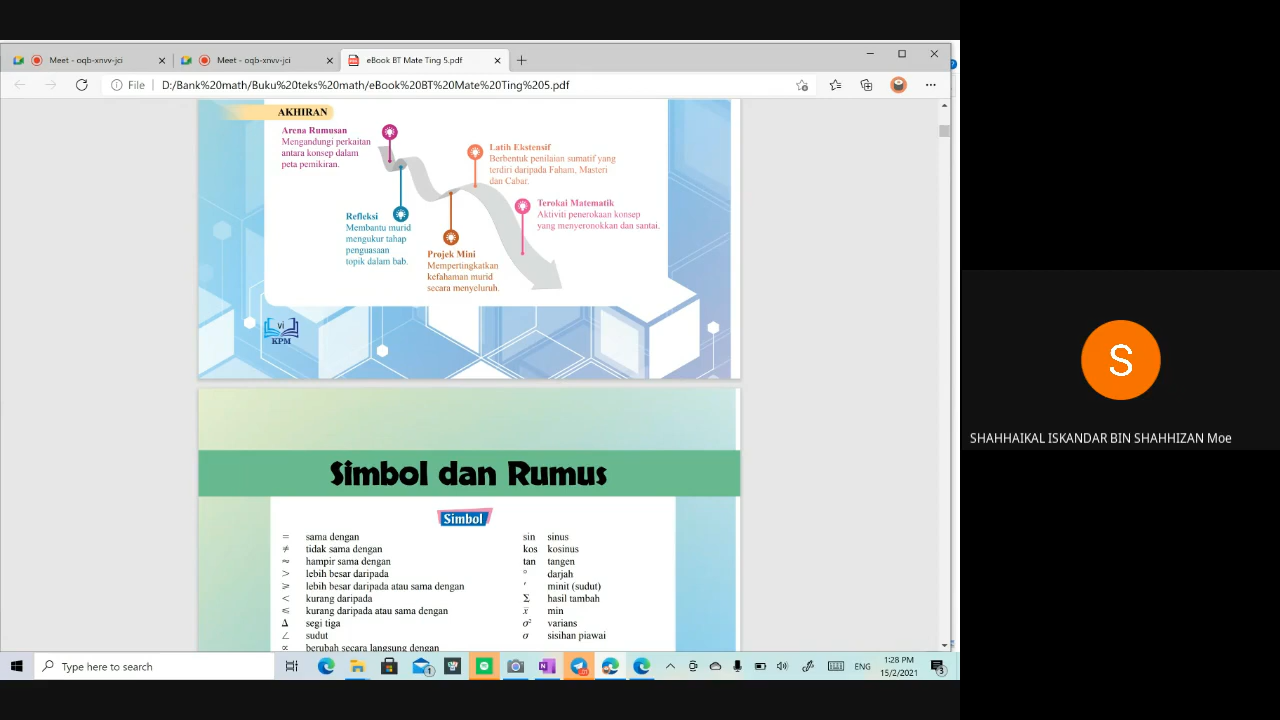 Meet - oqb-xnvv-jci
Meet - oqb-xnvv-jci
eBook BT Mate Ting 5.pdf
File
D:/Bank%20math/Buku%20teks%20math/eBook%20BT%20Mate%20Ting%205.pdf
AKHIRAN
Arena Rumusan
Mengandungi perkaitan
antara konsep dalam
peta pemikiran.
Latih Ekstensif
Berbentuk penilaian sumatif yang
terdiri daripada Faham, Masteri
dan Cabar.
Terokai Matematik
Aktiviti penerokaan konsep
yang menyeronokkan dan santai.
Refleksi
Membantu murid
mengukur tahap
penguasaan
topik dalam bab.
Projek Mini
Mempertingkatkan
kefahaman murid
secara menyeluruh.
vi
KPM
Simbol dan Rumus
Simbol
= sama dengan
≠ tidak sama dengan
≈ hampir sama dengan
> lebih besar daripada
⩾ lebih besar daripada atau sama dengan
< kurang daripada
⩽ kurang daripada atau sama dengan
Δ segi tiga
∠ sudut
∝ berubah secara langsung dengan
sin sinus
kos kosinus
tan tangen
° darjah
′ minit (sudut)
Σ hasil tambah
x̄ min
σ² varians
σ sisihan piawai
S
SHAHHAIKAL ISKANDAR BIN SHAHHIZAN Moe
Type here to search
ENG
1:28 PM
15/2/2021